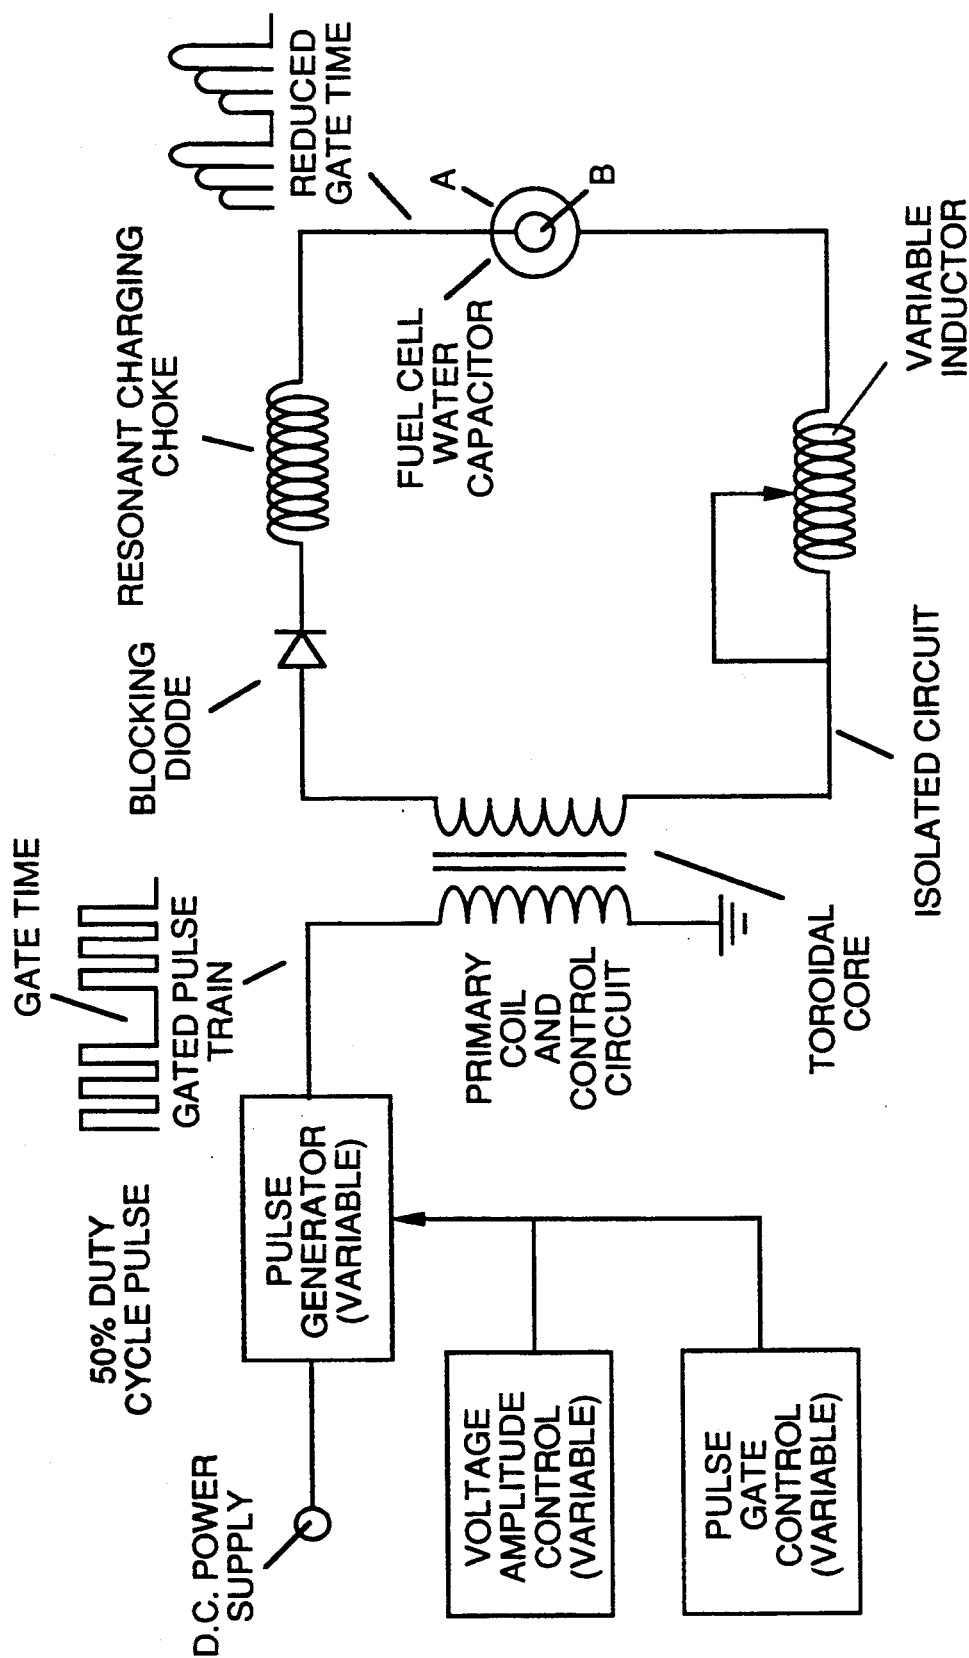 GATE TIME
50% DUTY
CYCLE PULSE
GATED PULSE
TRAIN
D.C. POWER
SUPPLY
PULSE
GENERATOR
(VARIABLE)
VOLTAGE
AMPLITUDE
CONTROL
(VARIABLE)
PULSE
GATE
CONTROL
(VARIABLE)
PRIMARY
COIL
AND
CONTROL
CIRCUIT
TOROIDAL
CORE
BLOCKING
DIODE
RESONANT CHARGING
CHOKE
REDUCED
GATE TIME
A
B
FUEL CELL
WATER
CAPACITOR
VARIABLE
INDUCTOR
ISOLATED CIRCUIT